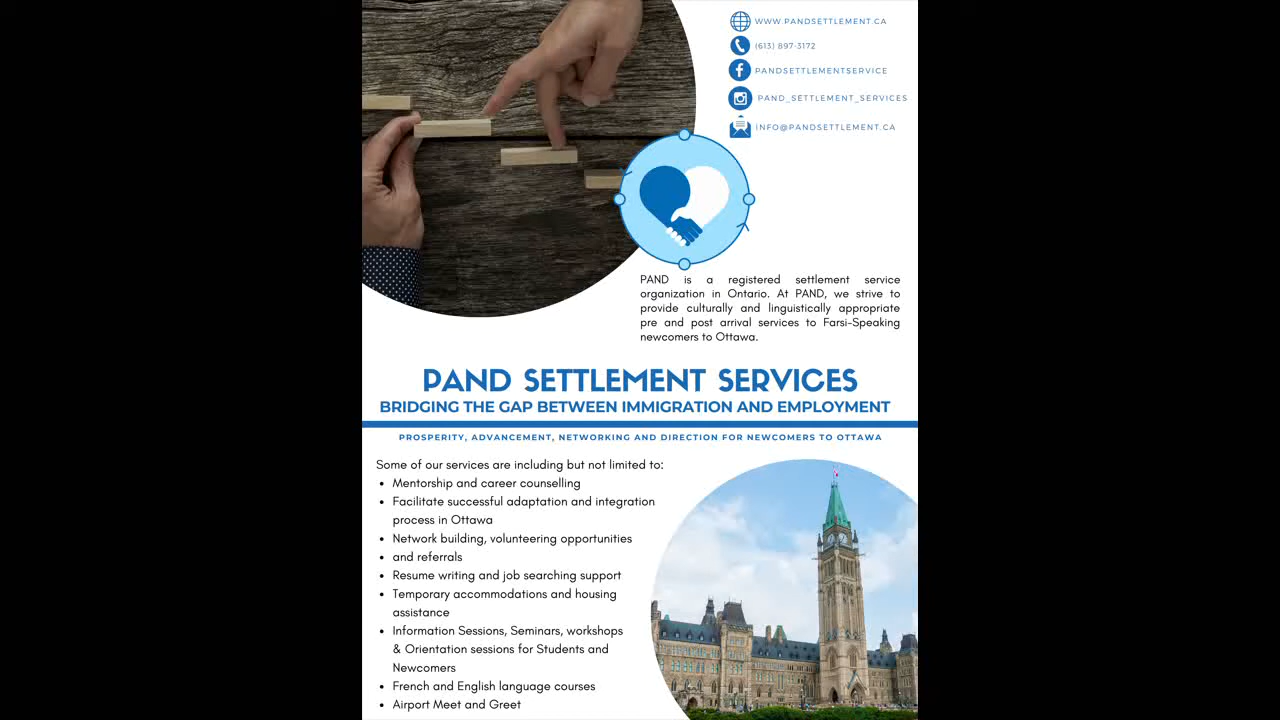 WWW.PANDSETTLEMENT.CA
(613) 897-3172
PANDSETTLEMENTSERVICE
PAND_SETTLEMENT_SERVICES
INFO@PANDSETTLEMENT.CA
PAND is a registered settlement service
organization in Ontario. At PAND, we strive to
provide culturally and linguistically appropriate
pre and post arrival services to Farsi-Speaking
newcomers to Ottawa.
PAND SETTLEMENT SERVICES
BRIDGING THE GAP BETWEEN IMMIGRATION AND EMPLOYMENT
PROSPERITY, ADVANCEMENT, NETWORKING AND DIRECTION FOR NEWCOMERS TO OTTAWA
Some of our services are including but not limited to:
• Mentorship and career counselling
• Facilitate successful adaptation and integration
process in Ottawa
• Network building, volunteering opportunities
• and referrals
• Resume writing and job searching support
• Temporary accommodations and housing
assistance
• Information Sessions, Seminars, workshops
& Orientation sessions for Students and
Newcomers
• French and English language courses
• Airport Meet and Greet